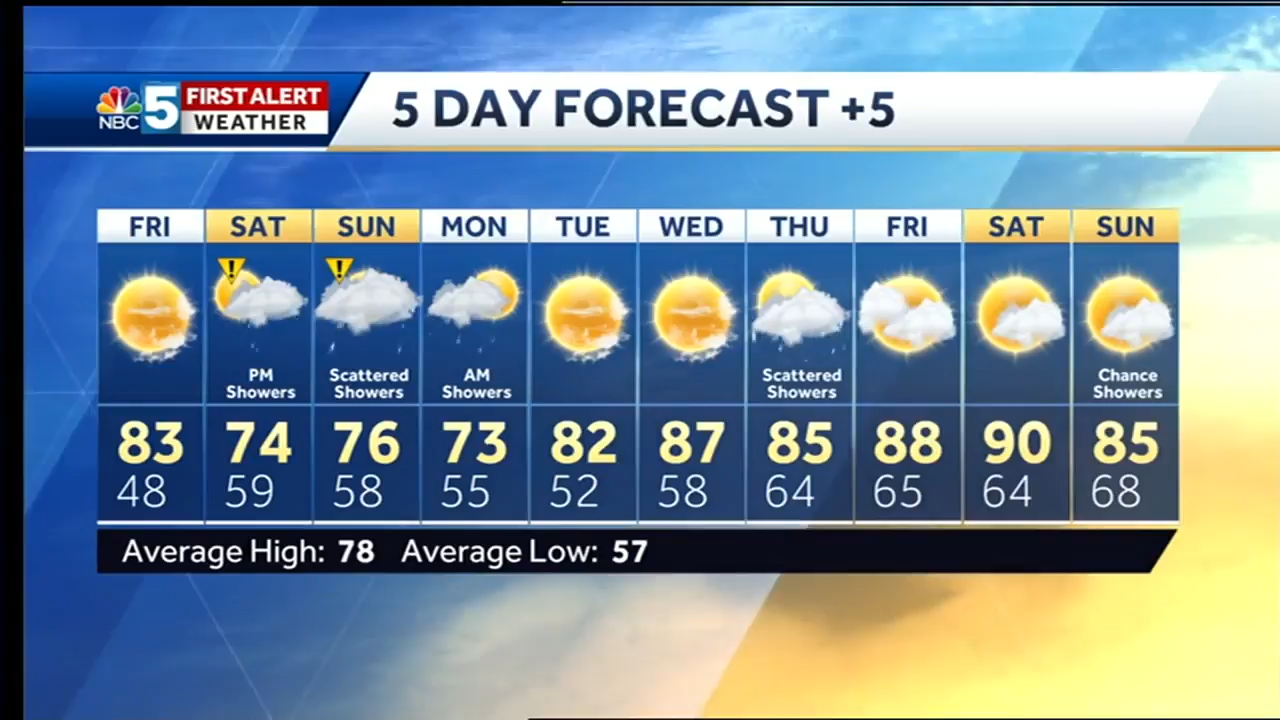 NBC 5 FIRST ALERT WEATHER
5 DAY FORECAST +5
FRI SAT SUN MON TUE WED THU FRI SAT SUN
! !
PM Showers
Scattered Showers
AM Showers
Scattered Showers
Chance Showers
83 74 76 73 82 87 85 88 90 85
48 59 58 55 52 58 64 65 64 68
Average High: 78 Average Low: 57